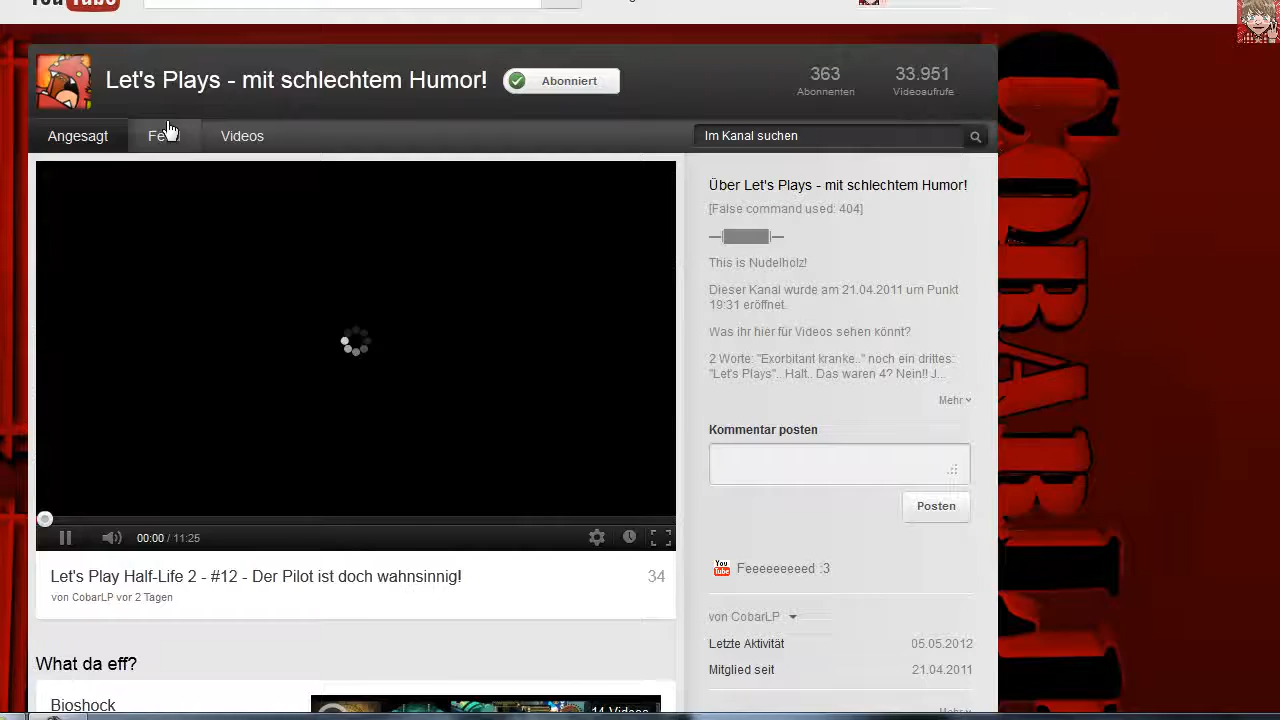 Let's Plays - mit schlechtem Humor!
Abonniert
363
Abonnenten
33.951
Videoaufrufe
Angesagt
Videos
Im Kanal suchen
Über Let's Plays - mit schlechtem Humor!
[False command used: 404]
This is Nudelholz!
Dieser Kanal wurde am 21.04.2011 um Punkt
19:31 eröffnet.
Was ihr hier für Videos sehen könnt?
2 Worte: "Exorbitant kranke.." noch ein drittes:
"Let's Plays".. Halt.. Das waren 4? Nein!! J...
Mehr
Kommentar posten
Posten
00:00 / 11:25
Let's Play Half-Life 2 - #12 - Der Pilot ist doch wahnsinnig!
34
von CobarLP vor 2 Tagen
You Tube
Feeeeeeeeed :3
von CobarLP
Letzte Aktivität
05.05.2012
Mitglied seit
21.04.2011
What da eff?
Bioshock
14 Videos